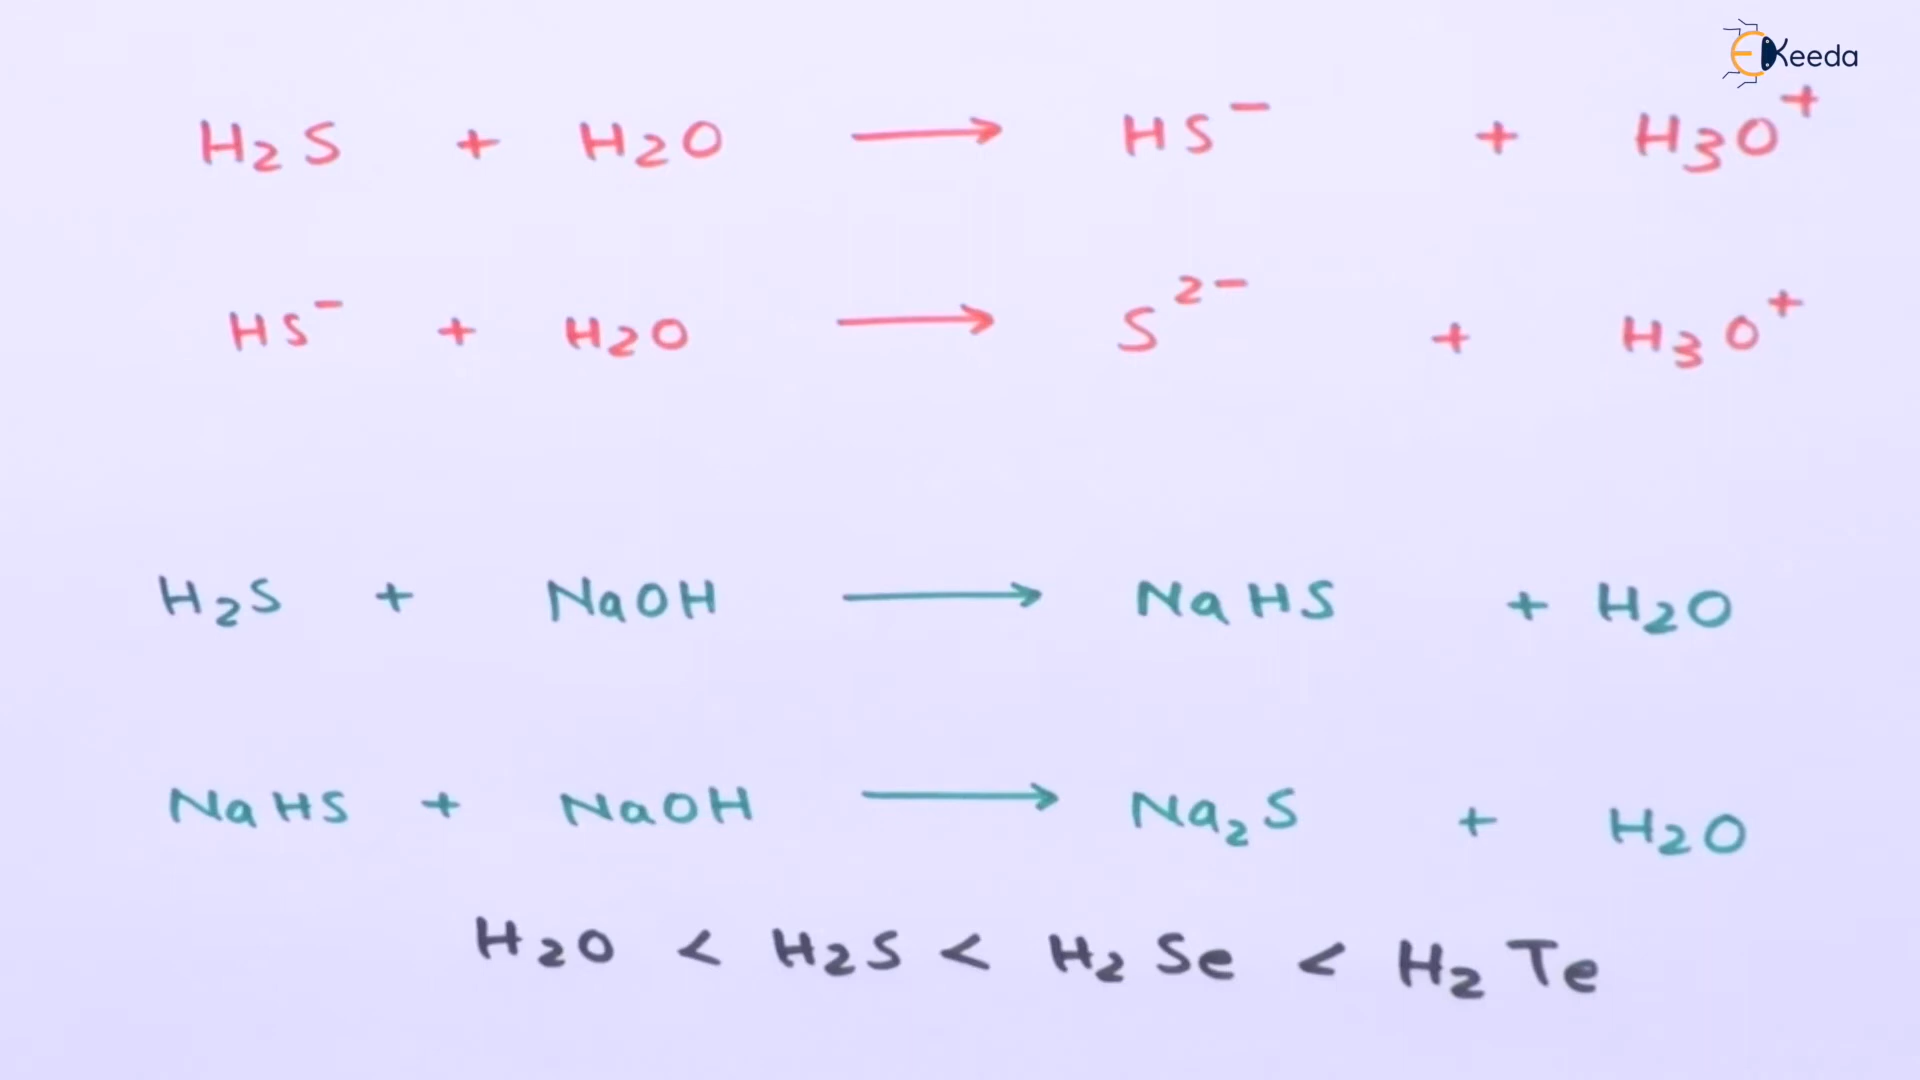 EKeeda
H₂S + H₂O → HS⁻ + H₃O⁺
HS⁻ + H₂O → S²⁻ + H₃O⁺
H₂S + NaOH → NaHS + H₂O
NaHS + NaOH → Na₂S + H₂O
H₂O < H₂S < H₂Se < H₂Te